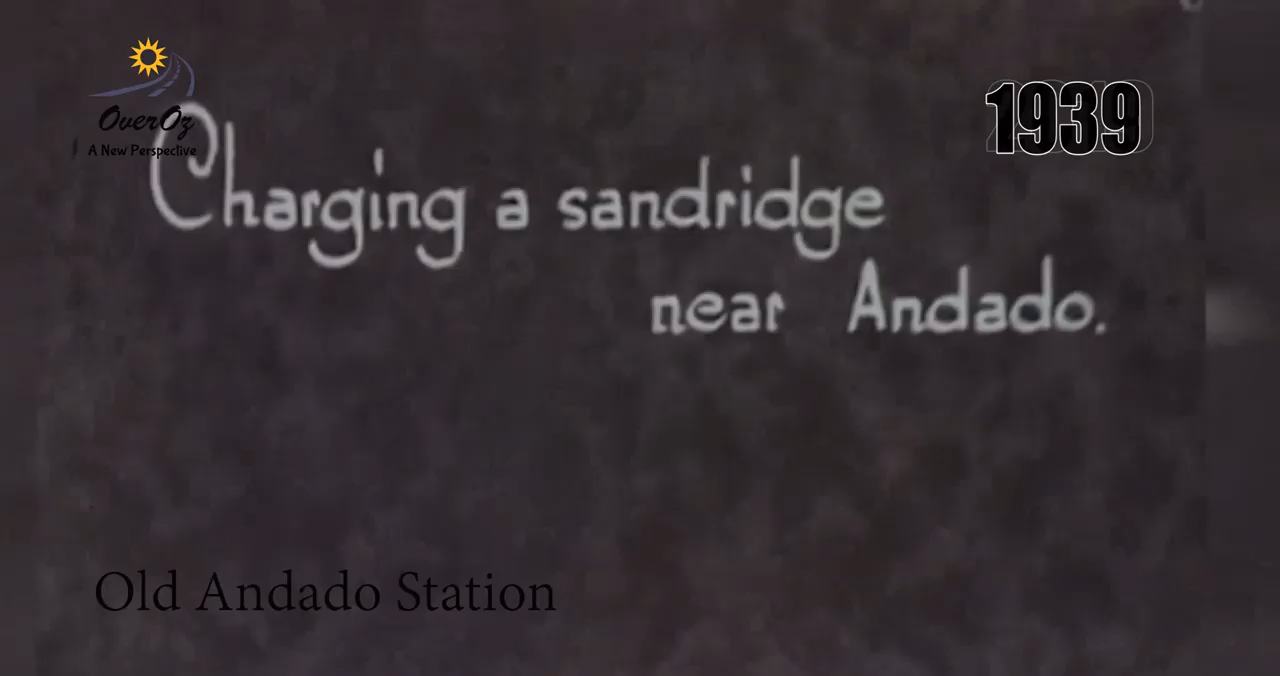 OverOz
A New Perspective
1939
Charging a sandridge
near Andado.
Old Andado Station